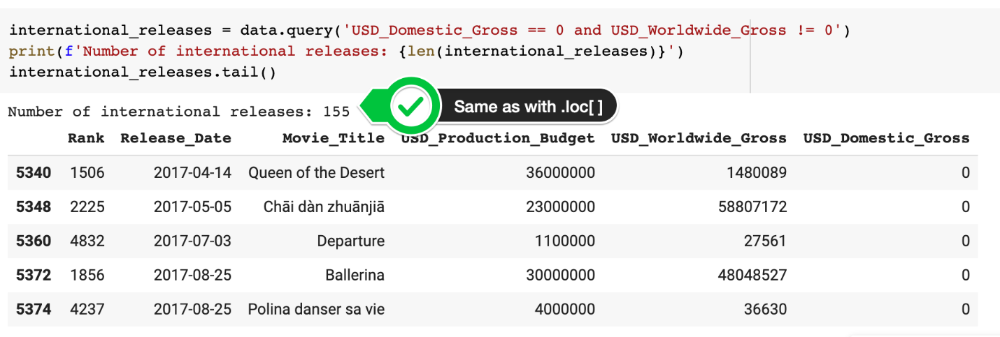 international_releases = data.query('USD_Domestic_Gross == 0 and USD_Worldwide_Gross != 0')
print(f'Number of international releases: {len(international_releases)}')
international_releases.tail()
Number of international releases: 155
Same as with .loc[ ]
Rank Release_Date Movie_Title USD_Production_Budget USD_Worldwide_Gross USD_Domestic_Gross
5340 1506 2017-04-14 Queen of the Desert 36000000 1480089 0
5348 2225 2017-05-05 Chāi dàn zhuānjiā 23000000 58807172 0
5360 4832 2017-07-03 Departure 1100000 27561 0
5372 1856 2017-08-25 Ballerina 30000000 48048527 0
5374 4237 2017-08-25 Polina danser sa vie 4000000 36630 0